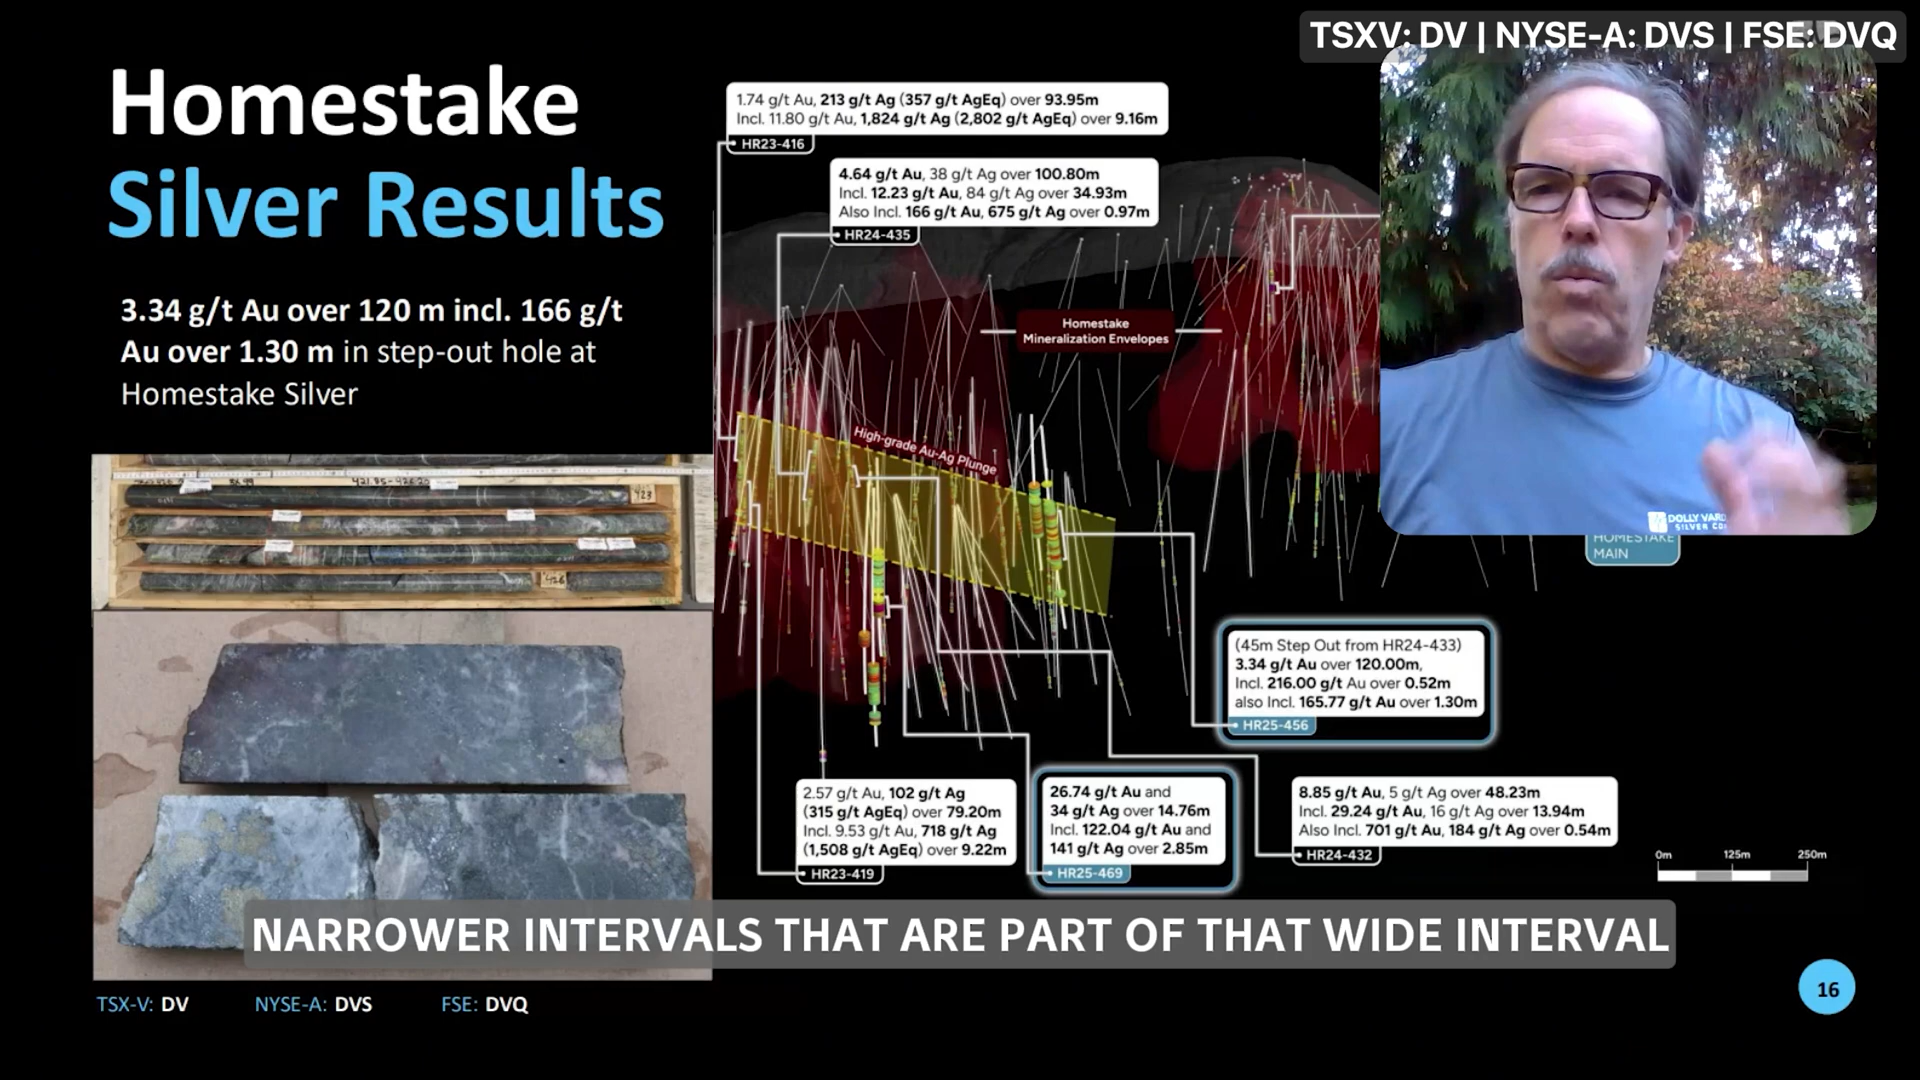 TSXV: DV | NYSE-A: DVS | FSE: DVQ
Homestake
Silver Results
3.34 g/t Au over 120 m incl. 166 g/t
Au over 1.30 m in step-out hole at
Homestake Silver
1.74 g/t Au, 213 g/t Ag (357 g/t AgEq) over 93.95m
Incl. 11.80 g/t Au, 1,824 g/t Ag (2,802 g/t AgEq) over 9.16m
HR23-416
4.64 g/t Au, 38 g/t Ag over 100.80m
Incl. 12.23 g/t Au, 84 g/t Ag over 34.93m
Also Incl. 166 g/t Au, 675 g/t Ag over 0.97m
HR24-435
Homestake
Mineralization Envelopes
High-grade Au-Ag Plunge
423
426
DOLLY
SILVER
HOMESTAKE
MAIN
(45m Step Out from HR24-433)
3.34 g/t Au over 120.00m,
Incl. 216.00 g/t Au over 0.52m
also Incl. 165.77 g/t Au over 1.30m
HR25-456
2.57 g/t Au, 102 g/t Ag
(315 g/t AgEq) over 79.20m
Incl. 9.53 g/t Au, 718 g/t Ag
(1,508 g/t AgEq) over 9.22m
HR23-419
26.74 g/t Au and
34 g/t Ag over 14.76m
Incl. 122.04 g/t Au and
141 g/t Ag over 2.85m
HR25-469
8.85 g/t Au, 5 g/t Ag over 48.23m
Incl. 29.24 g/t Au, 16 g/t Ag over 13.94m
Also Incl. 701 g/t Au, 184 g/t Ag over 0.54m
HR24-432
0m 125m 250m
NARROWER INTERVALS THAT ARE PART OF THAT WIDE INTERVAL
TSX-V: DV NYSE-A: DVS FSE: DVQ
16